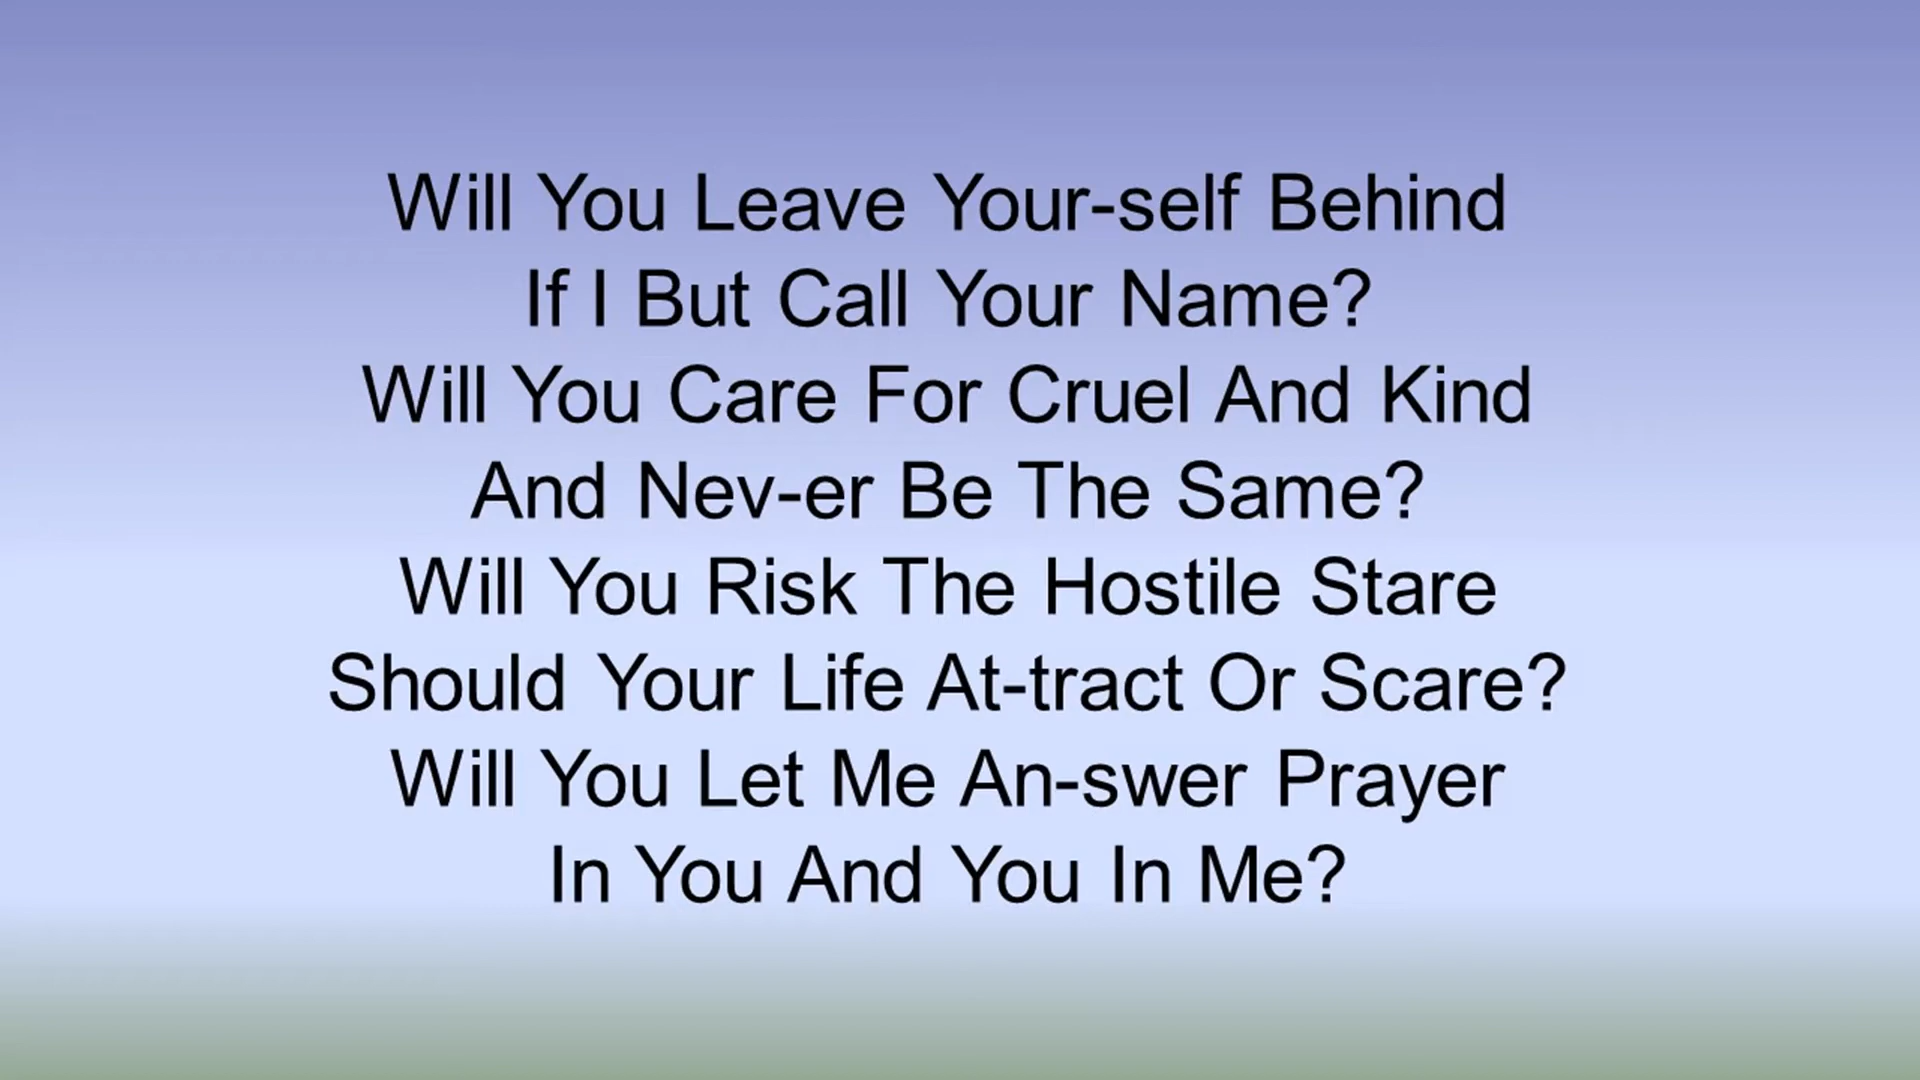 Will You Leave Your-self Behind
If I But Call Your Name?
Will You Care For Cruel And Kind
And Nev-er Be The Same?
Will You Risk The Hostile Stare
Should Your Life At-tract Or Scare?
Will You Let Me An-swer Prayer
In You And You In Me?